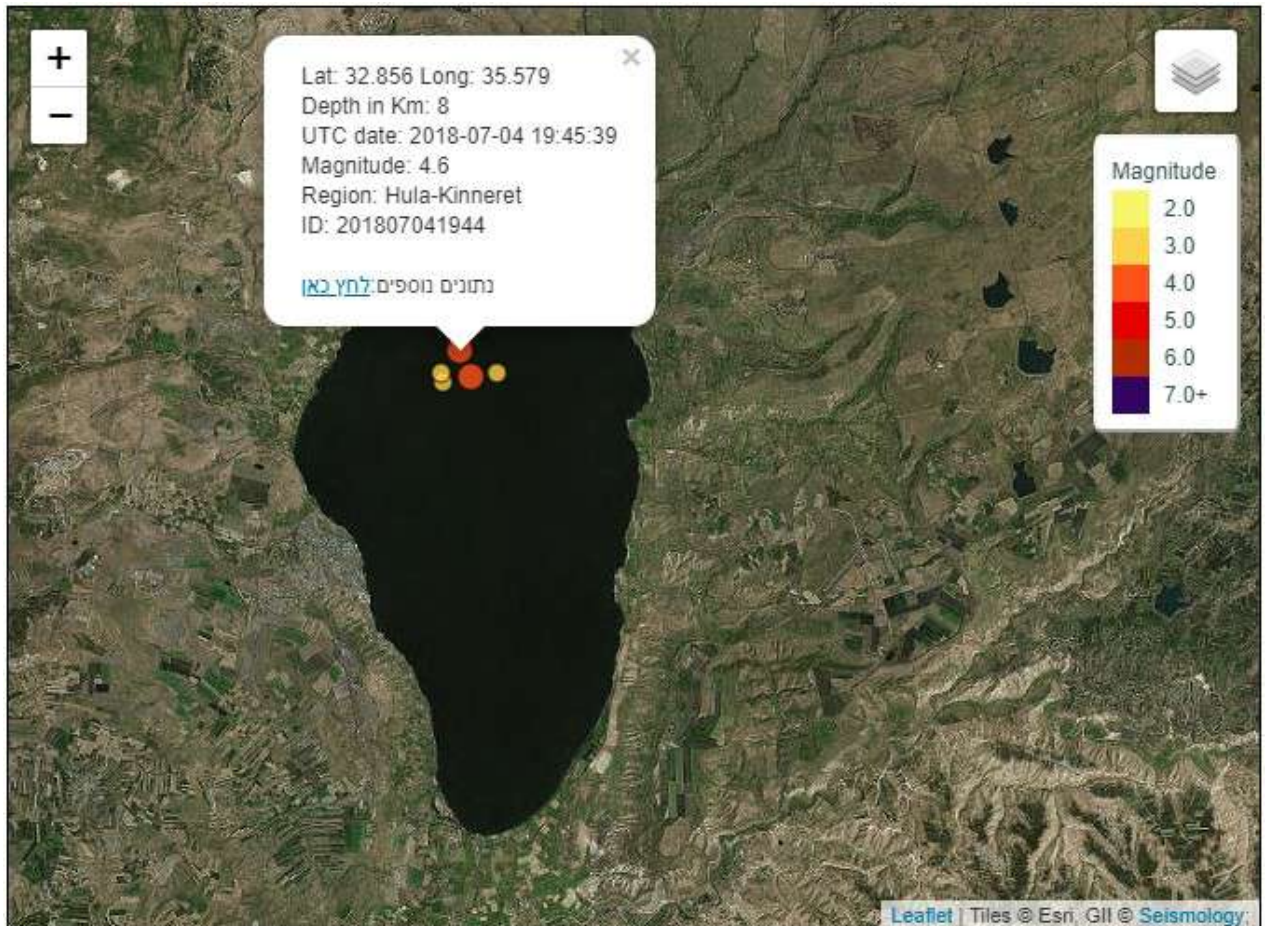 +
−
×
Lat: 32.856 Long: 35.579
Depth in Km: 8
UTC date: 2018-07-04 19:45:39
Magnitude: 4.6
Region: Hula-Kinneret
ID: 201807041944
נתונים נוספים:לחץ כאן
Magnitude
2.0
3.0
4.0
5.0
6.0
7.0+
Leaflet | Tiles © Esri, GII © Seismology;